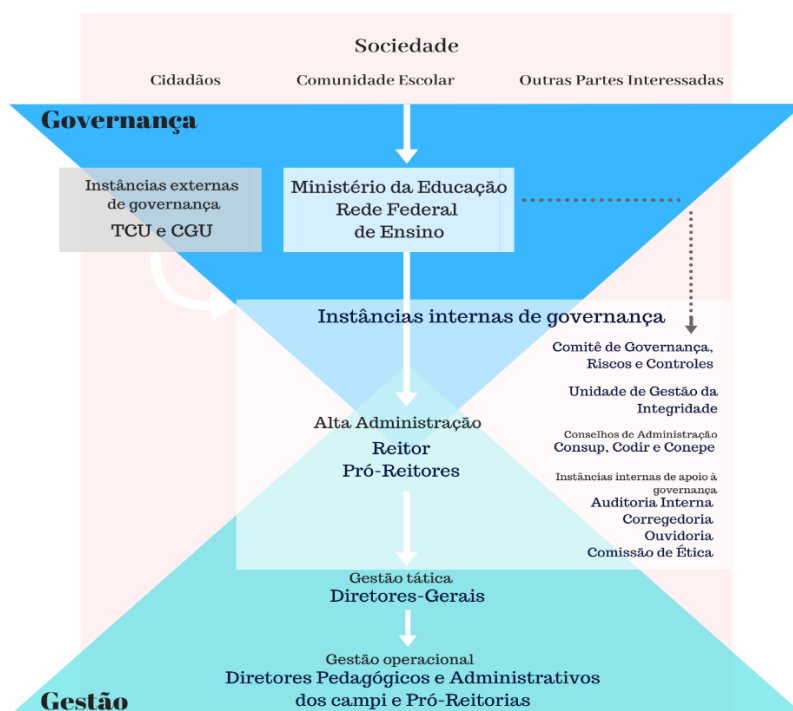 Sociedade
Cidadãos
Comunidade Escolar
Outras Partes Interessadas
Governança
Instâncias externas
de governança
TCU e CGU
Ministério da Educação
Rede Federal
de Ensino
Instâncias internas de governança
Comitê de Governança,
Riscos e Controles
Unidade de Gestão da
Integridade
Conselhos de Administração
Consup, Codir e Conepe
Instâncias internas de apoio à
governança
Auditoria Interna
Corregedoria
Ouvidoria
Comissão de Ética
Alta Administração
Reitor
Pró-Reitores
Gestão tática
Diretores-Gerais
Gestão operacional
Diretores Pedagógicos e Administrativos
dos campi e Pró-Reitorias
Gestão